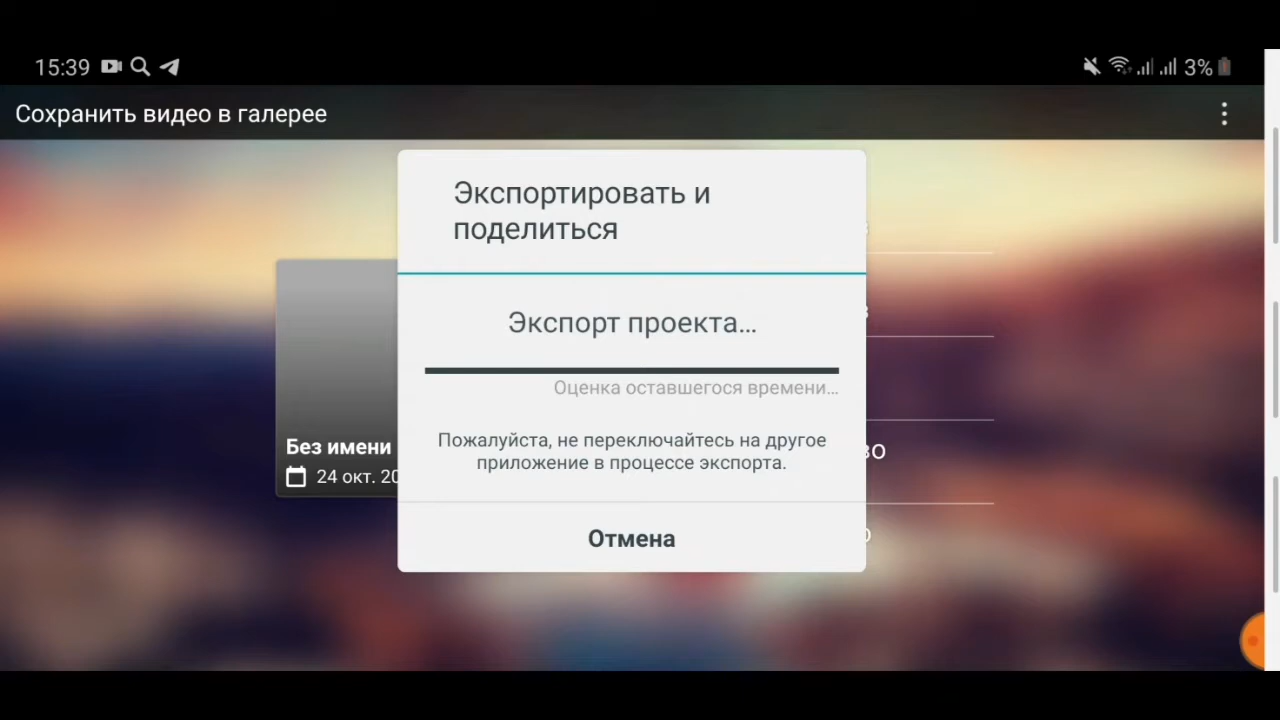 15:39
3%
Сохранить видео в галерее
Экспортировать и
поделиться
Экспорт проекта...
Оценка оставшегося времени...
Пожалуйста, не переключайтесь на другое
приложение в процессе экспорта.
Отмена
Без имени
24 окт.